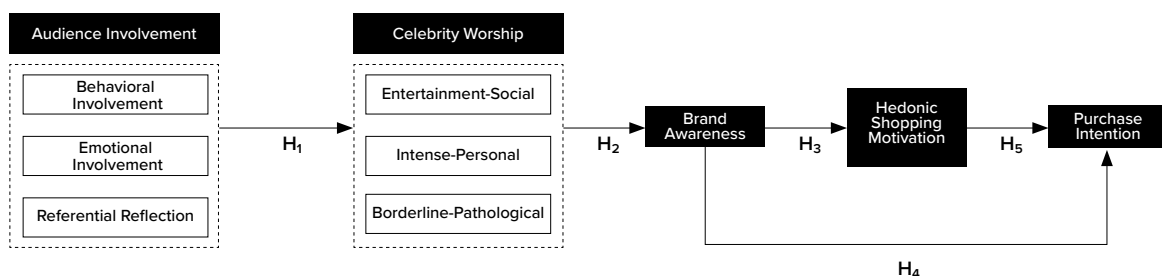 Audience Involvement
Behavioral
Involvement
Emotional
Involvement
Referential Reflection
H1
Celebrity Worship
Entertainment-Social
Intense-Personal
Borderline-Pathological
H2
Brand
Awareness
H3
Hedonic
Shopping
Motivation
H5
Purchase
Intention
H4